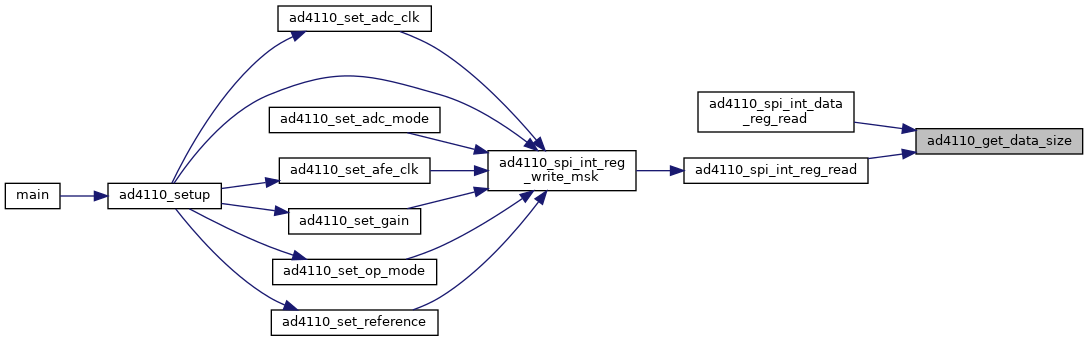 main
ad4110_setup
ad4110_set_adc_clk
ad4110_set_adc_mode
ad4110_set_afe_clk
ad4110_set_gain
ad4110_set_op_mode
ad4110_set_reference
ad4110_spi_int_reg
_write_msk
ad4110_spi_int_data
_reg_read
ad4110_spi_int_reg_read
ad4110_get_data_size